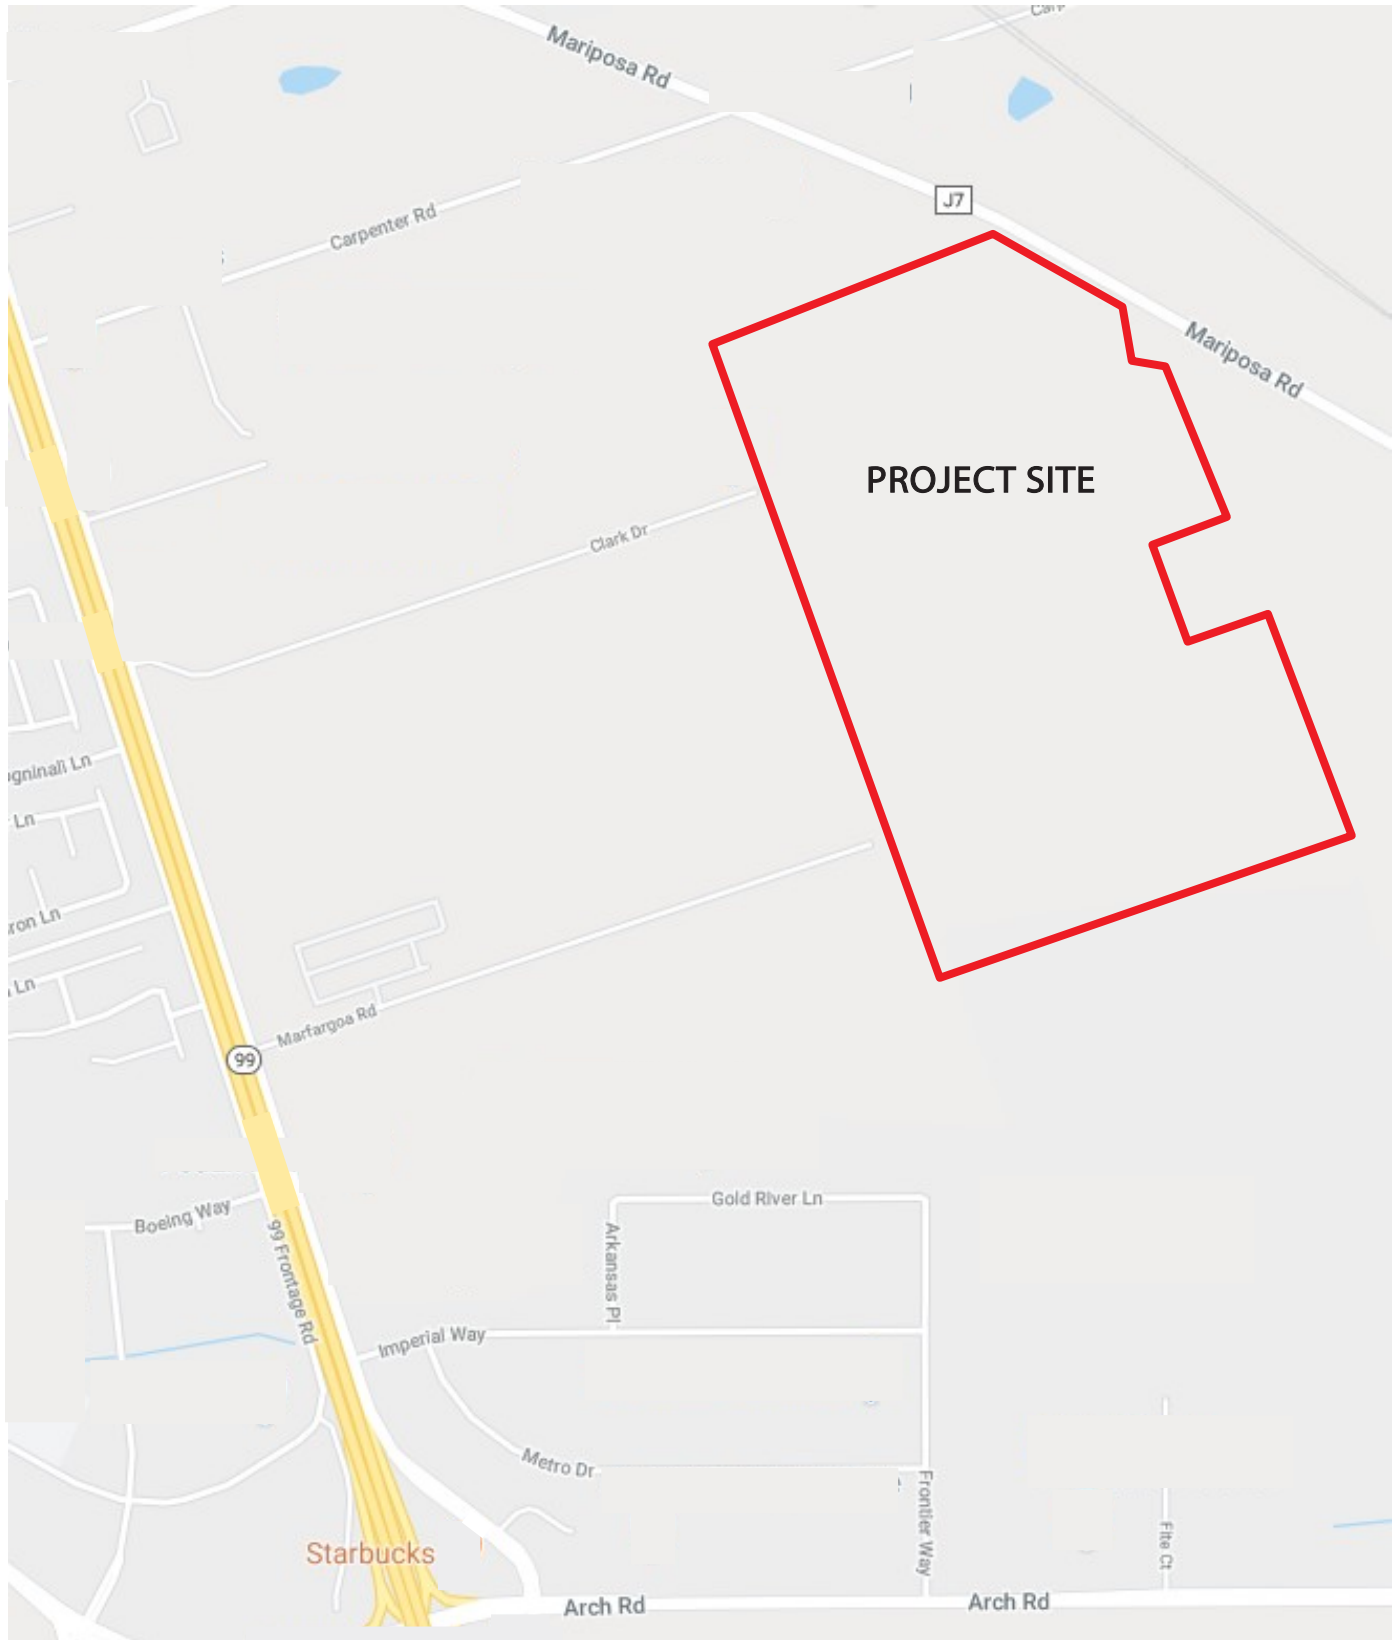 Mariposa Rd
J7
Carpenter Rd
Mariposa Rd
PROJECT SITE
Clark Dr
Ln
Ln
Marfargoa Rd
99
Gold River Ln
Boeing Way
Arkansas Pl
99 Frontage Rd
Imperial Way
Metro Dr
Frontier Way
Fite Ct
Starbucks
Arch Rd
Arch Rd